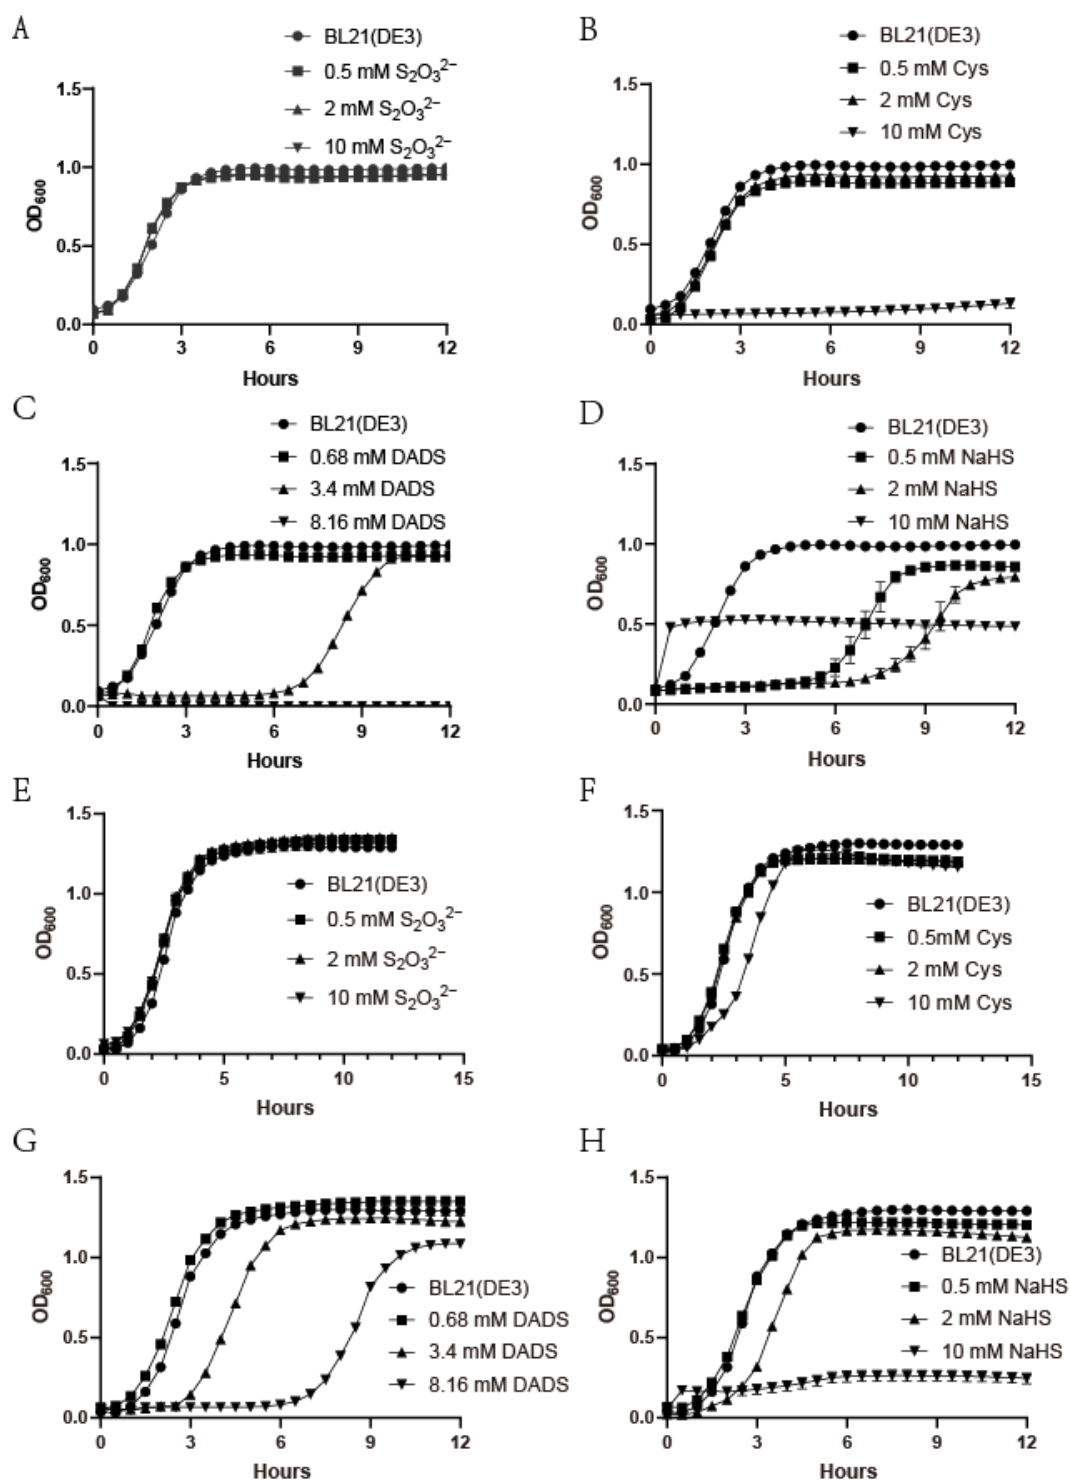 A
BL21(DE3)
0.5 mM S₂O₃²⁻
2 mM S₂O₃²⁻
10 mM S₂O₃²⁻
1.5
1.0
0.5
0.0
OD₆₀₀
0 3 6 9 12
Hours
B
BL21(DE3)
0.5 mM Cys
2 mM Cys
10 mM Cys
1.5
1.0
0.5
0.0
OD₆₀₀
0 3 6 9 12
Hours
C
BL21(DE3)
0.68 mM DADS
3.4 mM DADS
8.16 mM DADS
1.5
1.0
0.5
0.0
OD₆₀₀
0 3 6 9 12
Hours
D
BL21(DE3)
0.5 mM NaHS
2 mM NaHS
10 mM NaHS
1.5
1.0
0.5
0.0
OD₆₀₀
0 3 6 9 12
Hours
E
1.5
1.0
0.5
0.0
OD₆₀₀
BL21(DE3)
0.5 mM S₂O₃²⁻
2 mM S₂O₃²⁻
10 mM S₂O₃²⁻
0 5 10 15
Hours
F
1.5
1.0
0.5
0.0
OD₆₀₀
BL21(DE3)
0.5mM Cys
2 mM Cys
10 mM Cys
0 5 10 15
Hours
G
1.5
1.0
0.5
0.0
OD₆₀₀
BL21(DE3)
0.68 mM DADS
3.4 mM DADS
8.16 mM DADS
0 3 6 9 12
Hours
H
1.5
1.0
0.5
0.0
OD₆₀₀
BL21(DE3)
0.5 mM NaHS
2 mM NaHS
10 mM NaHS
0 3 6 9 12
Hours